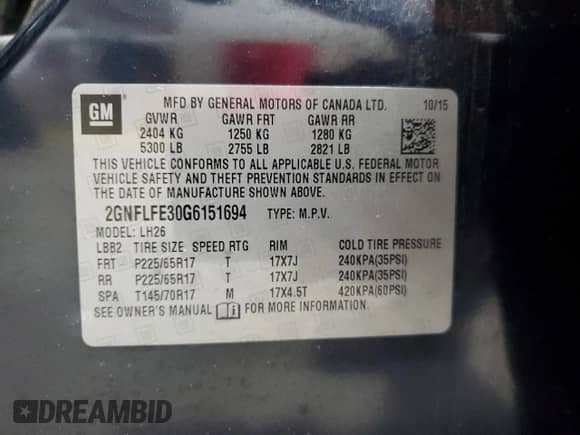 GM
MFD BY GENERAL MOTORS OF CANADA LTD. 10/15
GVWR GAWR FRT GAWR RR
2404 KG 1250 KG 1280 KG
5300 LB 2755 LB 2821 LB
THIS VEHICLE CONFORMS TO ALL APPLICABLE U.S. FEDERAL MOTOR
VEHICLE SAFETY AND THEFT PREVENTION STANDARDS IN EFFECT ON THE
DATE OF MANUFACTURE SHOWN ABOVE.
2GNFLFE30G6151694 TYPE: M.P.V.
MODEL: LH26
LBB2 TIRE SIZE SPEED RTG RIM COLD TIRE PRESSURE
FRT P225/65R17 T 17X7J 240KPA(35PSI)
RR P225/65R17 T 17X7J 240KPA(35PSI)
SPA T145/70R17 M 17X4.5T 420KPA(60PSI)
SEE OWNER'S MANUAL FOR MORE INFORMATION
DREAMBID